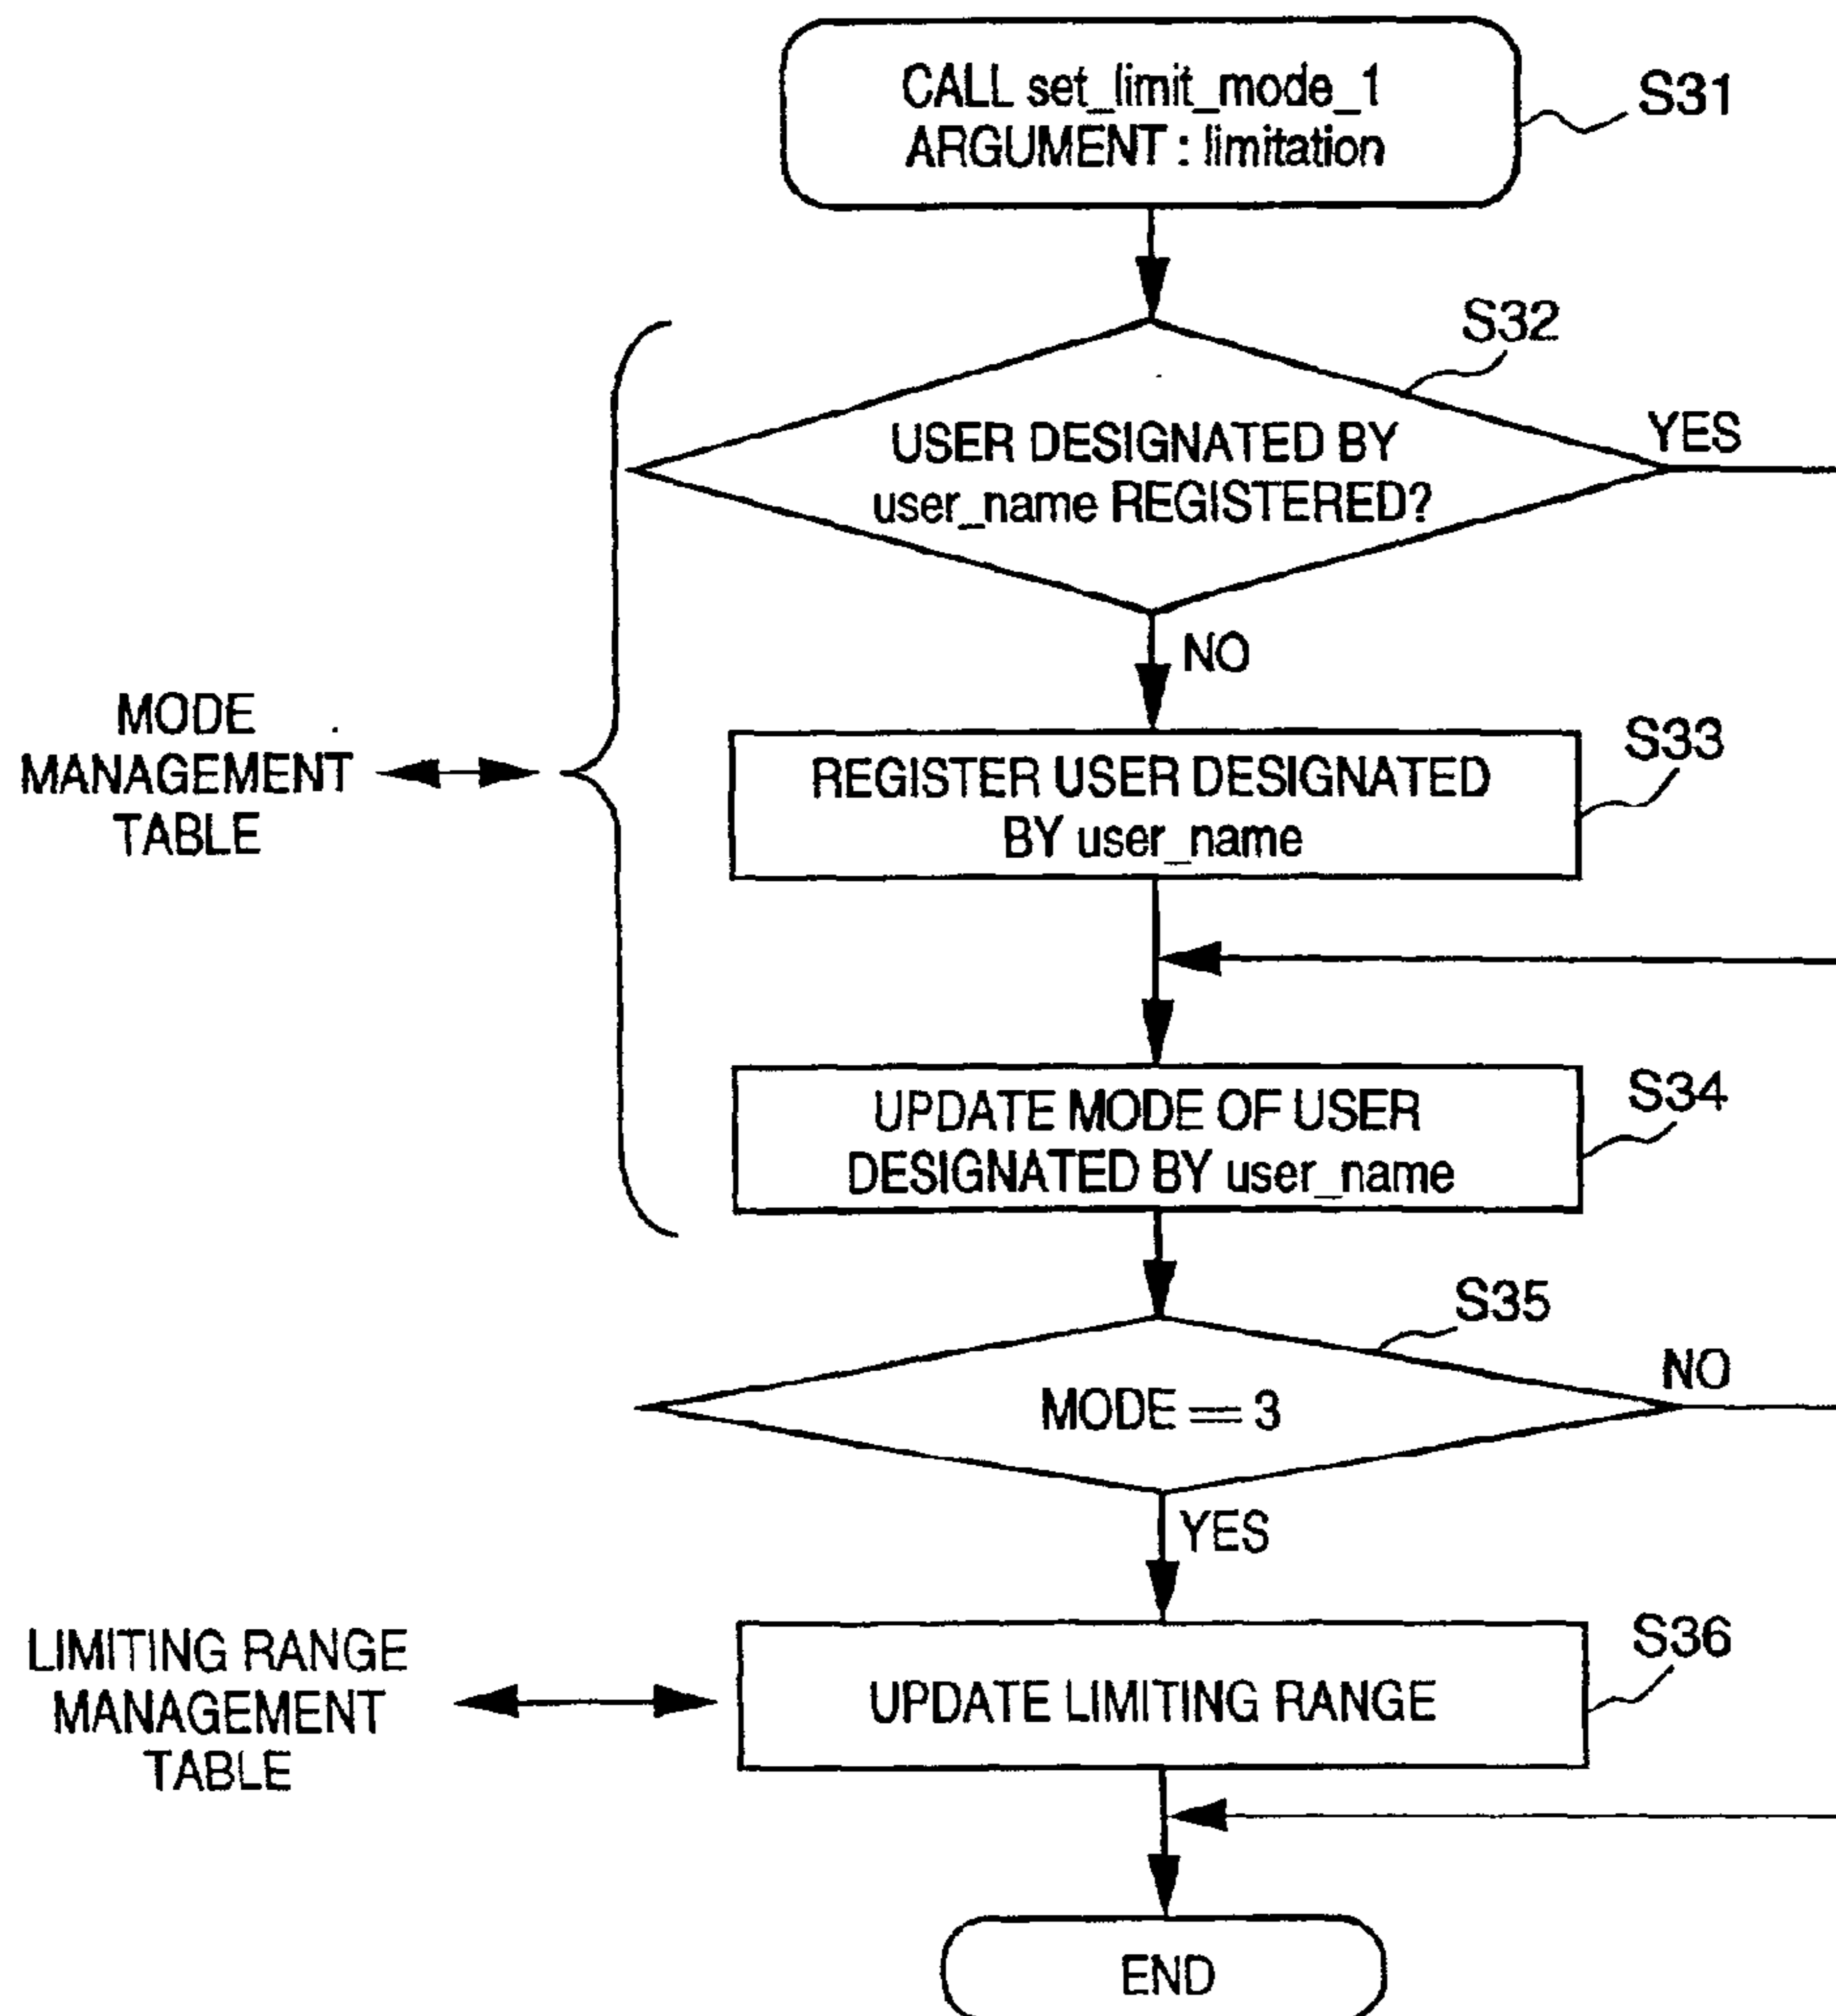 CALL set_limit_mode_1
ARGUMENT : limitation
S31
S32
USER DESIGNATED BY
user_name REGISTERED?
YES
NO
MODE
MANAGEMENT
TABLE
S33
REGISTER USER DESIGNATED
BY user_name
S34
UPDATE MODE OF USER
DESIGNATED BY user_name
S35
MODE == 3
NO
YES
LIMITING RANGE
MANAGEMENT
TABLE
S36
UPDATE LIMITING RANGE
END